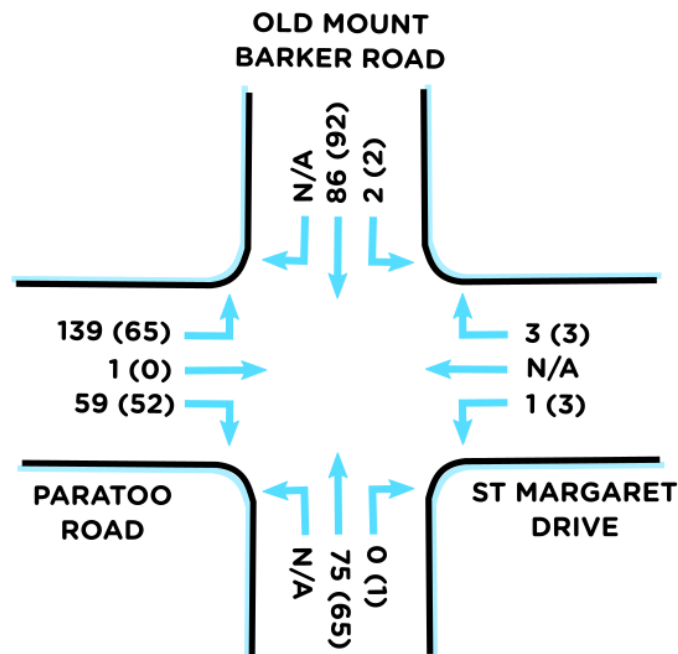 OLD MOUNT
BARKER ROAD
N/A
86 (92)
2 (2)
139 (65)
1 (0)
59 (52)
3 (3)
N/A
1 (3)
PARATOO
ROAD
ST MARGARET
DRIVE
N/A
75 (65)
0 (1)